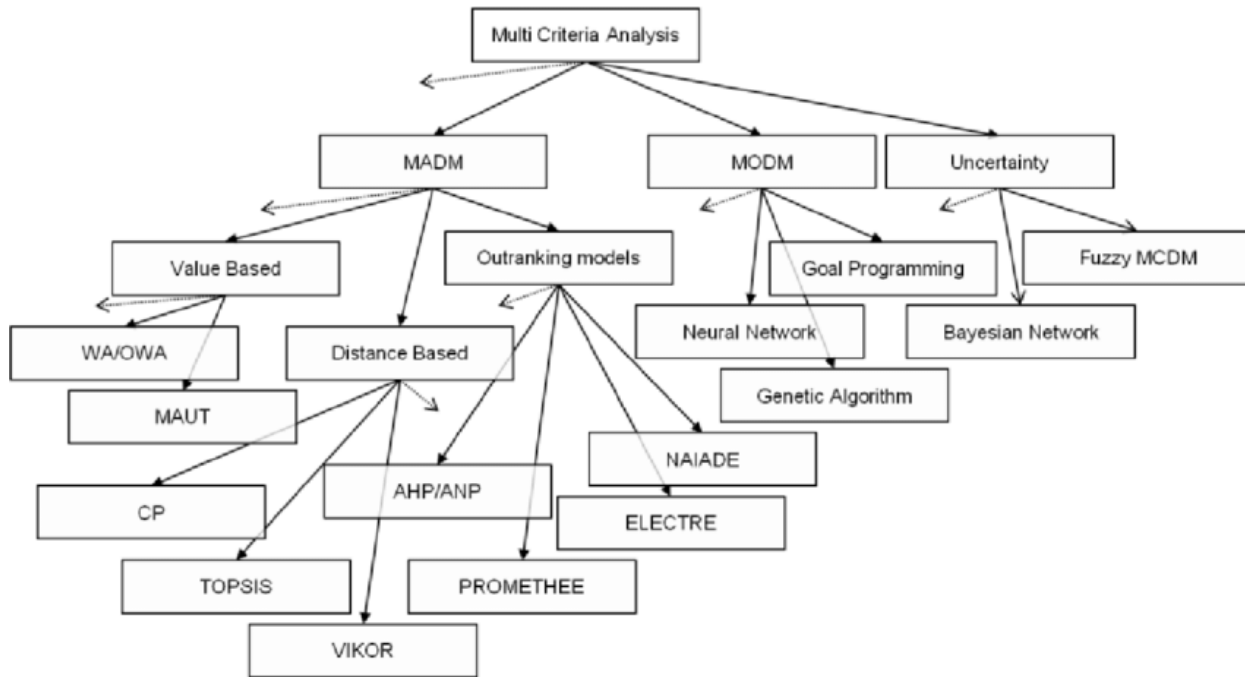 Multi Criteria Analysis
MADM
MODM
Uncertainty
Value Based
Outranking models
Goal Programming
Fuzzy MCDM
WA/OWA
Distance Based
Neural Network
Bayesian Network
MAUT
Genetic Algorithm
CP
AHP/ANP
NAIADE
ELECTRE
TOPSIS
PROMETHEE
VIKOR